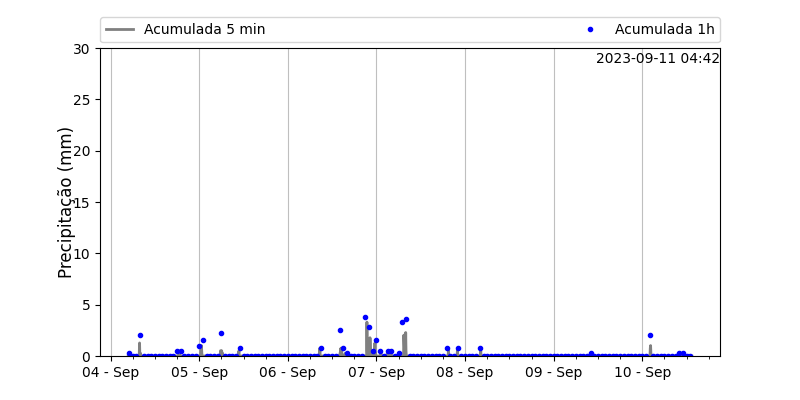 Acumulada 5 min
Acumulada 1h
2023-09-11 04:42
Precipitação (mm)
30
25
20
15
10
5
0
04 - Sep
05 - Sep
06 - Sep
07 - Sep
08 - Sep
09 - Sep
10 - Sep